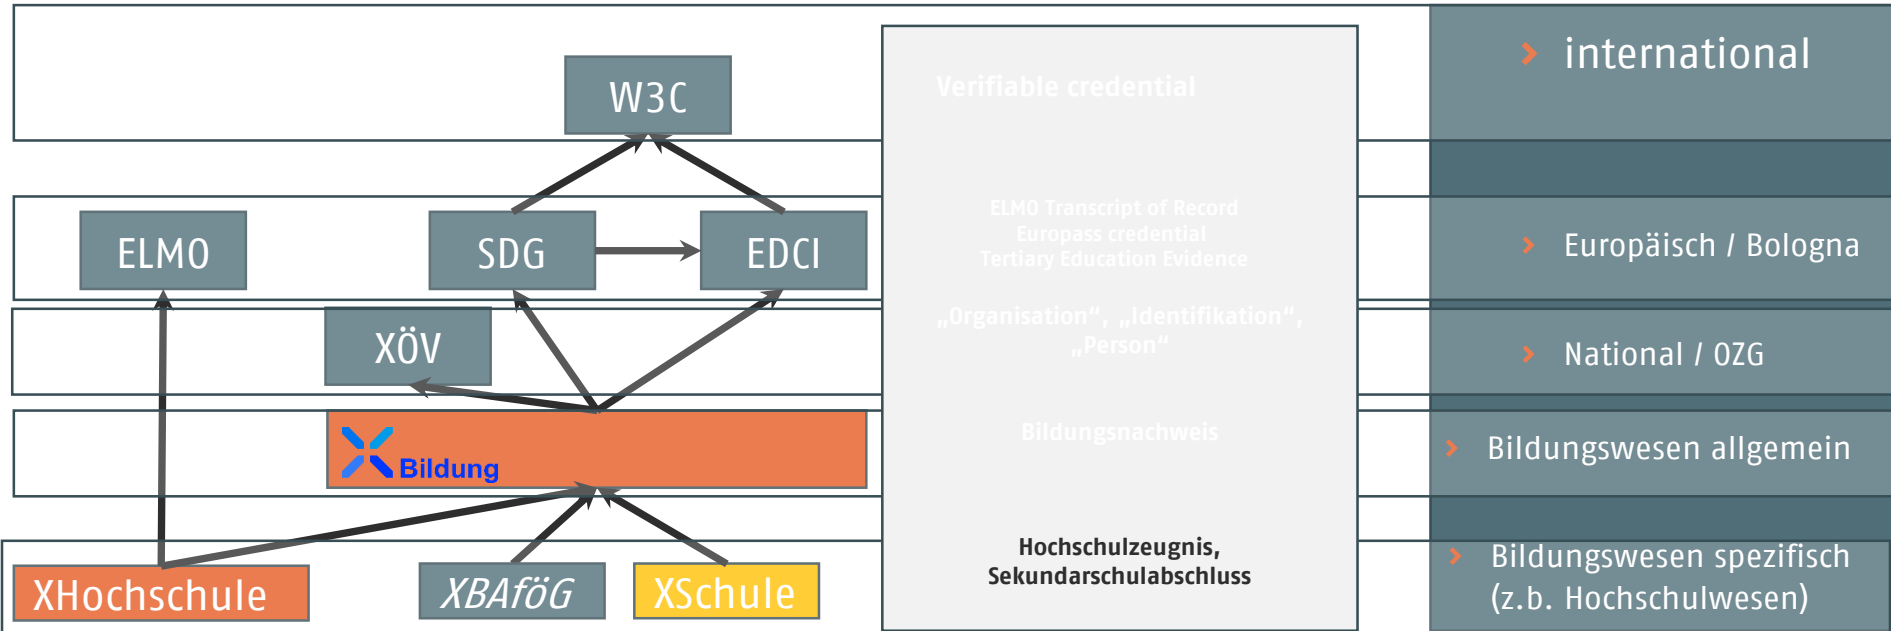 international
W3C
Verifiable credential
ELMO Transcript of Record
Europass credential
Tertiary Education Evidence
ELMO
SDG
EDCI
Europäisch / Bologna
„Organisation“, „Identifikation“,
„Person“
XÖV
National / OZG
Bildung
Bildungsnachweis
Bildungswesen allgemein
Hochschulzeugnis,
Sekundarschulabschluss
XHochschule
XBAföG
XSchule
Bildungswesen spezifisch
(z.b. Hochschulwesen)